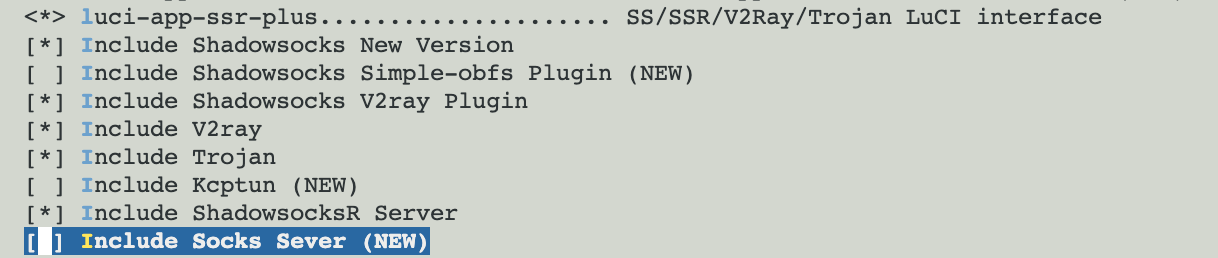 <*> luci-app-ssr-plus..................... SS/SSR/V2Ray/Trojan LuCI interface
[*] Include Shadowsocks New Version
[ ] Include Shadowsocks Simple-obfs Plugin (NEW)
[*] Include Shadowsocks V2ray Plugin
[*] Include V2ray
[*] Include Trojan
[ ] Include Kcptun (NEW)
[*] Include ShadowsocksR Server
[ ] Include Socks Sever (NEW)